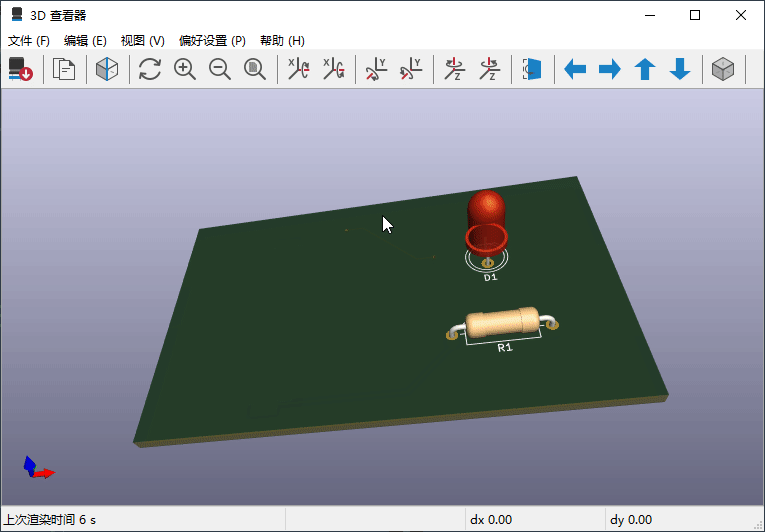 3D 查看器
文件 (F) 编辑 (E) 视图 (V) 偏好设置 (P) 帮助 (H)
X X Y Y Z Z
D1
R1
上次渲染时间 6 s dx 0.00 dy 0.00